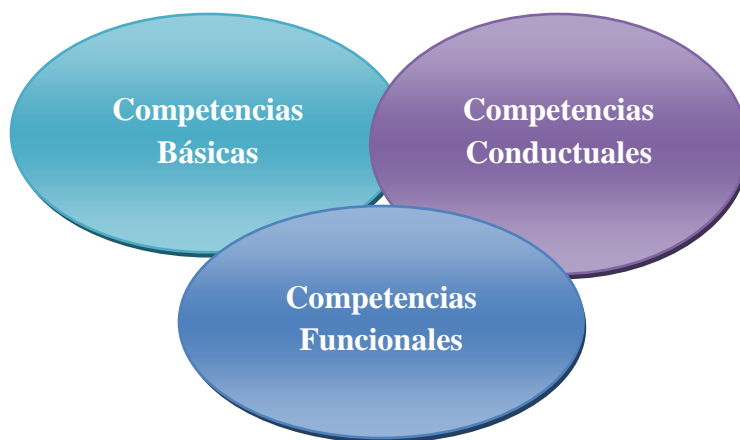 Competencias
Básicas
Competencias
Conductuales
Competencias
Funcionales